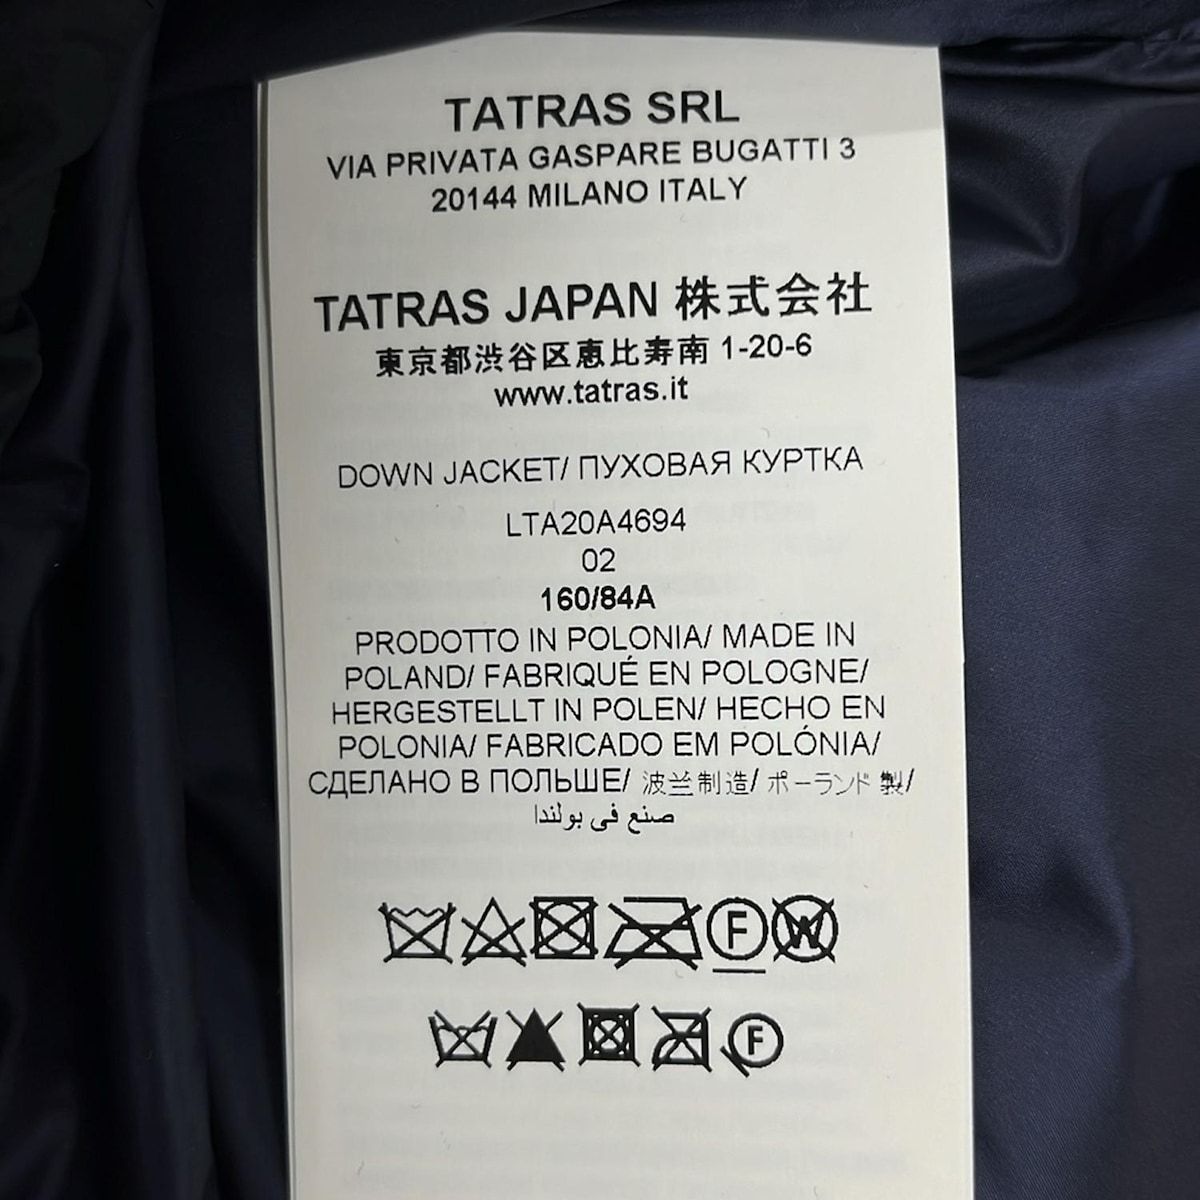 TATRAS SRL
VIA PRIVATA GASPARE BUGATTI 3
20144 MILANO ITALY
TATRAS JAPAN 株式会社
東京都渋谷区恵比寿南 1-20-6
www.tatras.it
DOWN JACKET/ ПУХОВАЯ КУРТКА
LTA20A4694
02
160/84A
PRODOTTO IN POLONIA/ MADE IN
POLAND/ FABRIQUÉ EN POLOGNE/
HERGESTELLT IN POLEN/ HECHO EN
POLONIA/ FABRICADO EM POLÓNIA/
СДЕЛАНО В ПОЛЬШЕ/ 波兰制造/ ポーランド製/
صنع في بولندا
F W
F